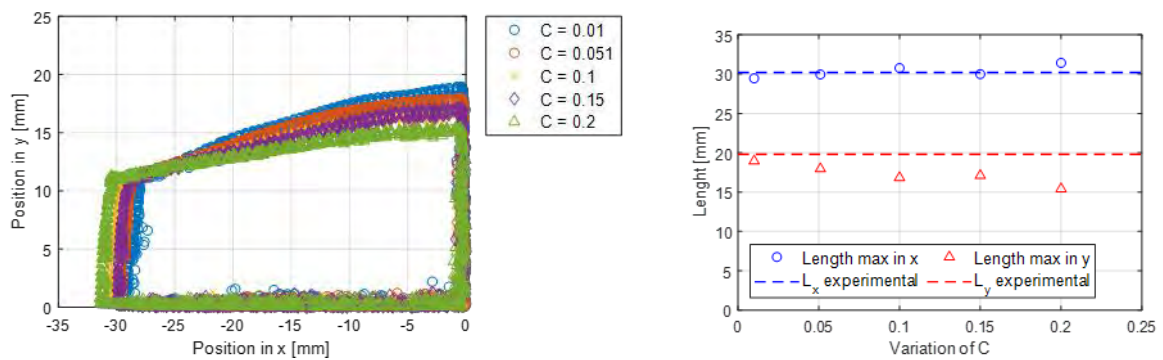 25
20
15
10
5
0
Position in y [mm]
-35 -30 -25 -20 -15 -10 -5 0
Position in x [mm]
C = 0.01
C = 0.051
C = 0.1
C = 0.15
C = 0.2
35
30
25
20
15
10
5
0
Lenght [mm]
Length max in x Length max in y
L_x experimental L_y experimental
0 0.05 0.1 0.15 0.2 0.25
Variation of C